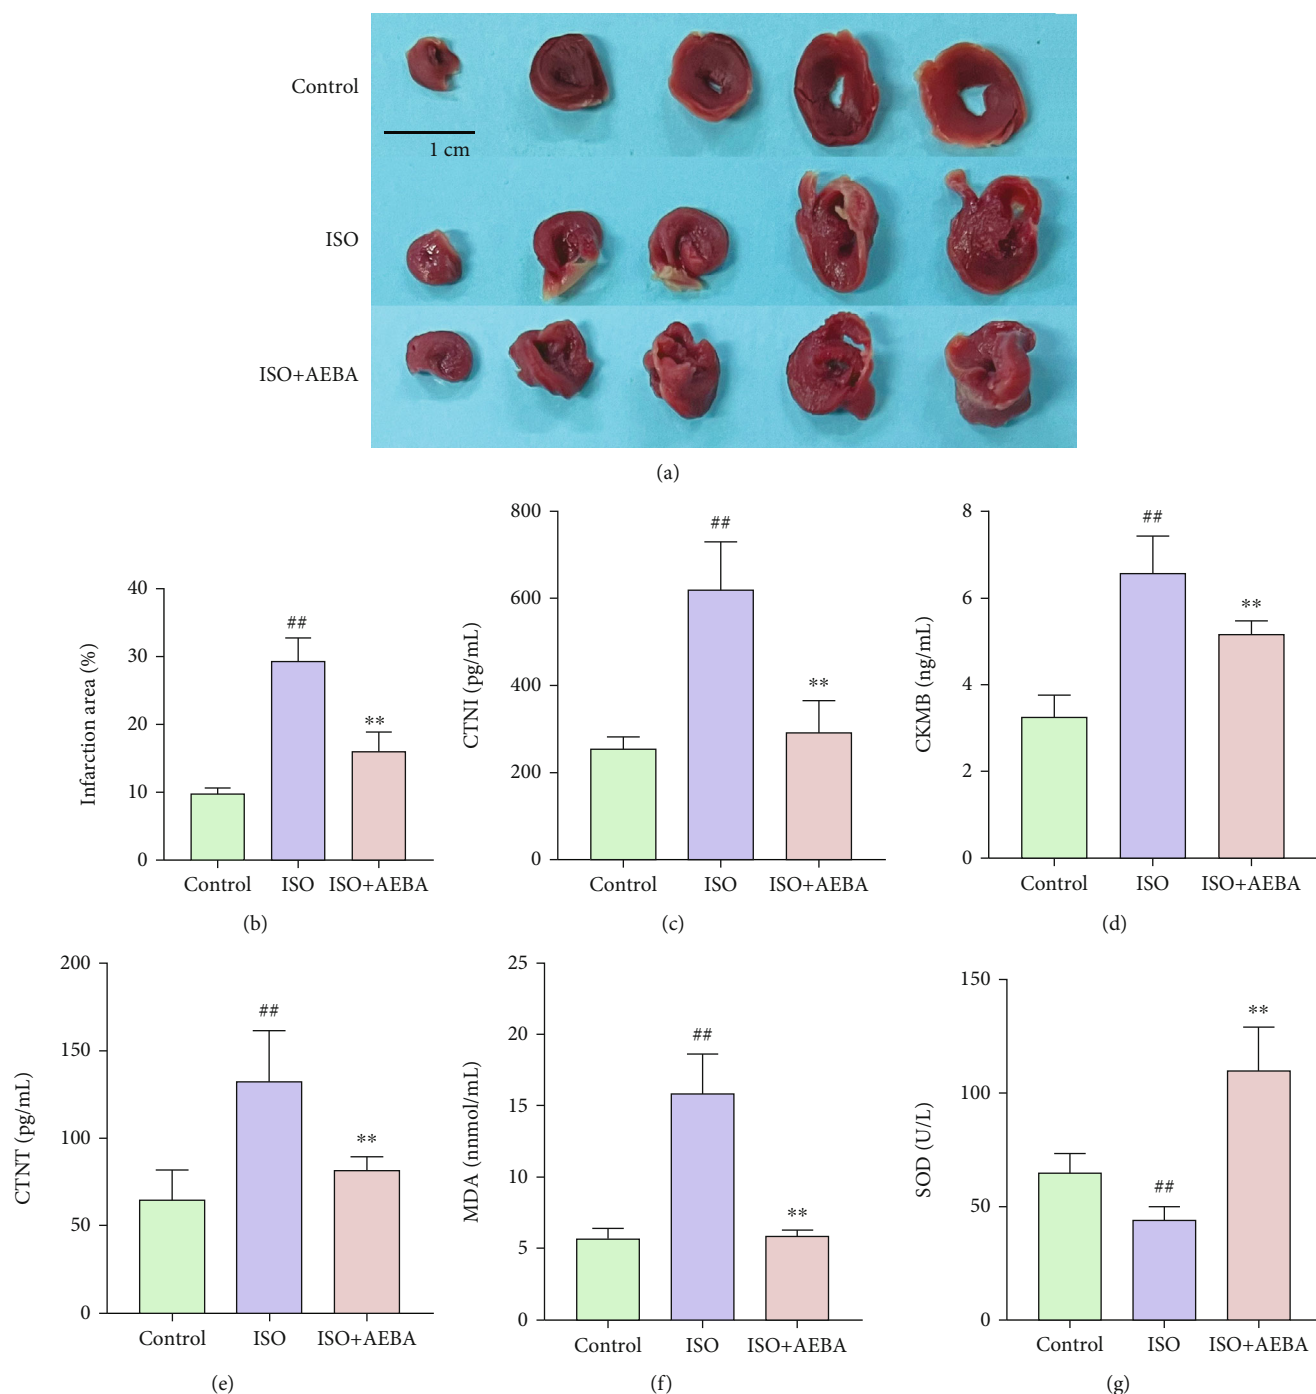 Control
1 cm
ISO
ISO+AEBA
(a)
Infarction area (%)
40
30
20
10
0
##
**
Control ISO ISO+AEBA
(b)
CTNI (pg/mL)
800
600
400
200
0
##
**
Control ISO ISO+AEBA
(c)
CKMB (ng/mL)
8
6
4
2
0
##
**
Control ISO ISO+AEBA
(d)
CTNT (pg/mL)
200
150
100
50
0
##
**
Control ISO ISO+AEBA
(e)
MDA (nnmol/mL)
25
20
15
10
5
0
##
**
Control ISO ISO+AEBA
(f)
SOD (U/L)
150
100
50
0
##
**
Control ISO ISO+AEBA
(g)